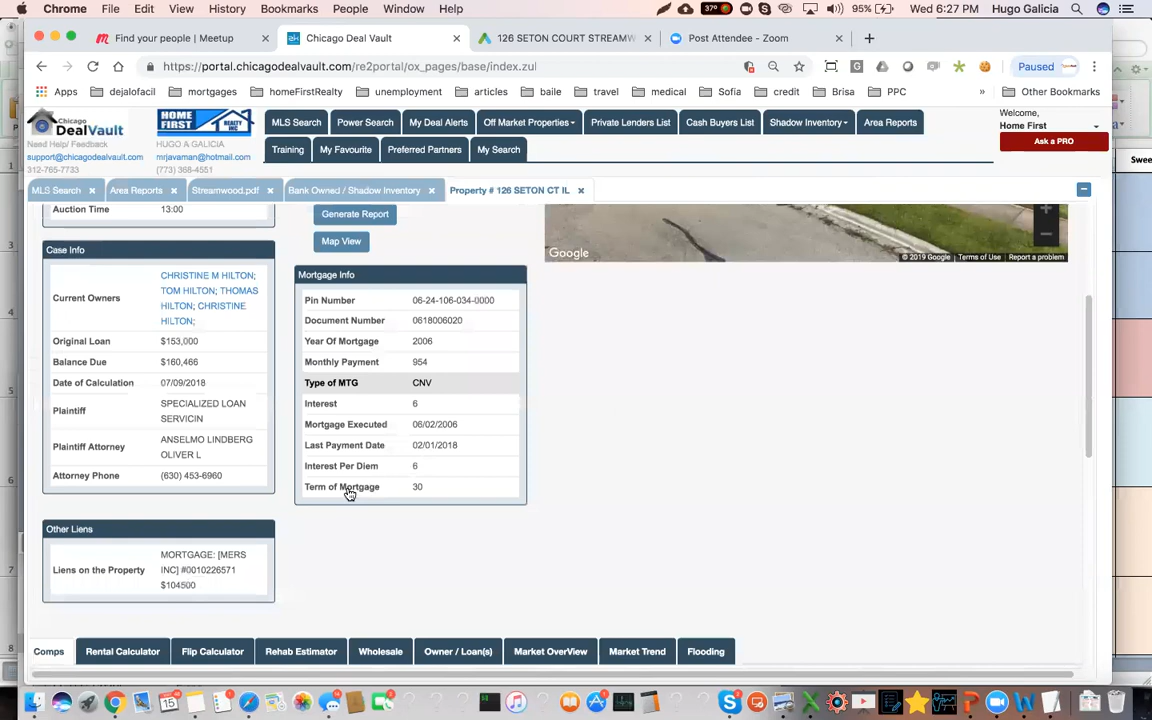 Chrome File Edit View History Bookmarks People Window Help 37° 95% Wed 6:27 PM Hugo Galicia
Find your people | Meetup Chicago Deal Vault 126 SETON COURT STREAMW Post Attendee - Zoom
https://portal.chicagodealvault.com/re2portal/ox_pages/base/index.zul Paused
Apps dejalofacil mortgages homeFirstRealty unemployment articles baile travel medical Sofia credit Brisa PPC » Other Bookmarks
Chicago DealVault
Need Help/ Feedback
support@chicagodealvault.com
312-765-7733
HOME FIRST REALTY INC
HUGO A GALICIA
mrjavaman@hotmail.com
(773) 368-4551
MLS Search Power Search My Deal Alerts Off Market Properties Private Lenders List Cash Buyers List Shadow Inventory Area Reports
Training My Favourite Preferred Partners My Search
Welcome,
Home First
Ask a PRO
MLS Search Area Reports Streamwood.pdf Bank Owned / Shadow Inventory Property # 126 SETON CT IL
Auction Time 13:00
Generate Report
Map View
Google
© 2019 Google Terms of Use Report a problem
Case Info
Current Owners CHRISTINE M HILTON;
TOM HILTON; THOMAS
HILTON; CHRISTINE
HILTON;
Original Loan $153,000
Balance Due $160,466
Date of Calculation 07/09/2018
Plaintiff SPECIALIZED LOAN
SERVICIN
Plaintiff Attorney ANSELMO LINDBERG
OLIVER L
Attorney Phone (630) 453-6960
Mortgage Info
Pin Number 06-24-106-034-0000
Document Number 0618006020
Year Of Mortgage 2006
Monthly Payment 954
Type of MTG CNV
Interest 6
Mortgage Executed 06/02/2006
Last Payment Date 02/01/2018
Interest Per Diem 6
Term of Mortgage 30
Other Liens
Liens on the Property MORTGAGE: [MERS
INC] #0010226571
$104500
Comps Rental Calculator Flip Calculator Rehab Estimator Wholesale Owner / Loan(s) Market OverView Market Trend Flooding
Swee
1
3
4
5
6
7